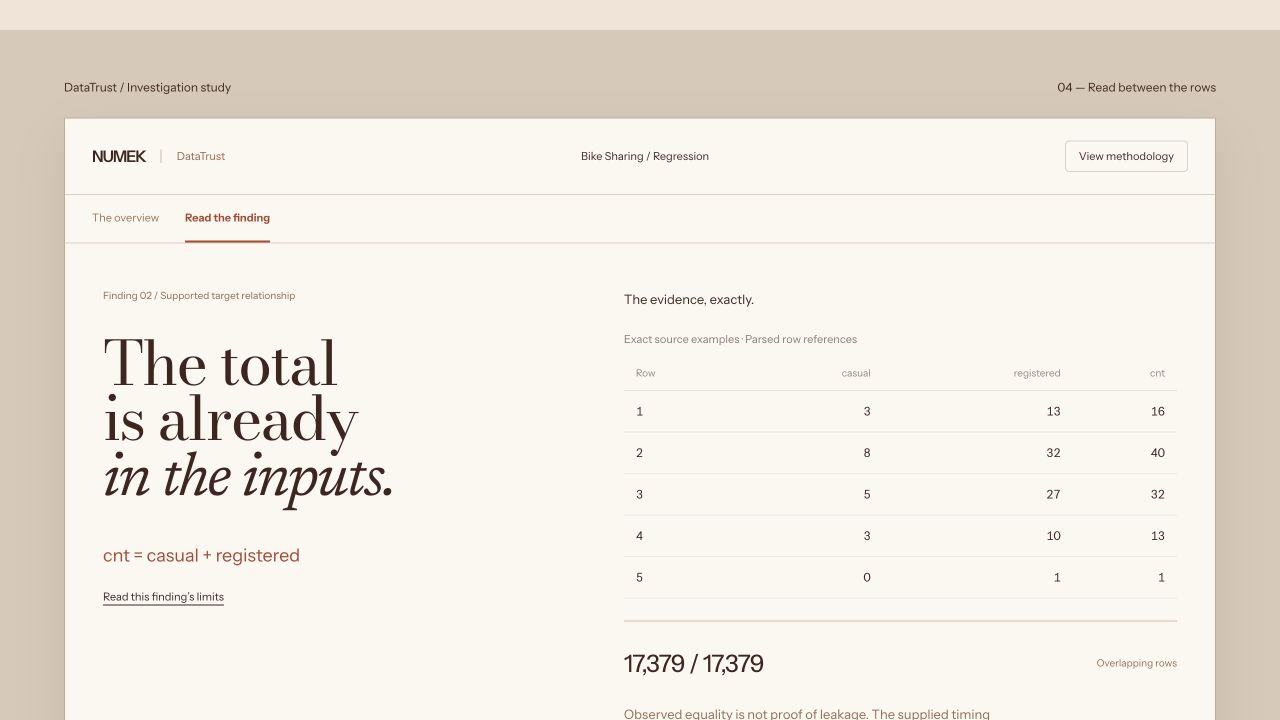 DataTrust / Investigation study
04 — Read between the rows
NUMEK | DataTrust
Bike Sharing / Regression
View methodology
The overview
Read the finding
Finding 02 / Supported target relationship
The total
is already
in the inputs.
cnt = casual + registered
Read this finding’s limits
The evidence, exactly.
Exact source examples · Parsed row references
Row casual registered cnt
1 3 13 16
2 8 32 40
3 5 27 32
4 3 10 13
5 0 1 1
17,379 / 17,379
Overlapping rows
Observed equality is not proof of leakage. The supplied timing